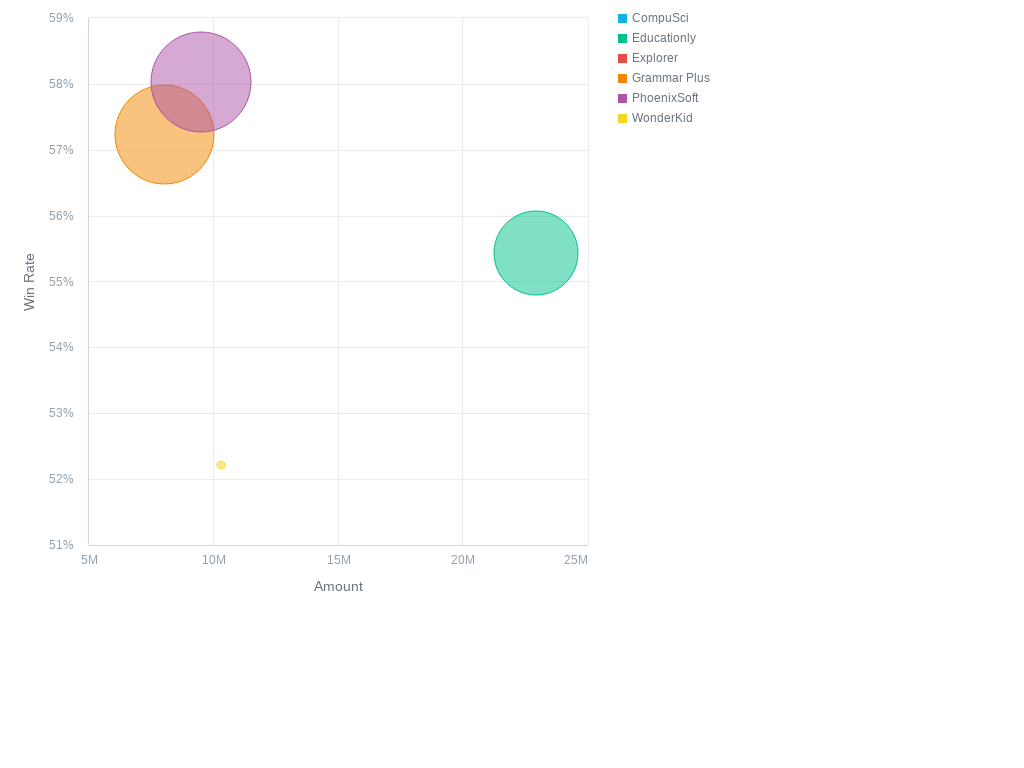 59%
58%
57%
56%
55%
54%
53%
52%
51%
Win Rate
5M
10M
15M
20M
25M
Amount
CompuSci
Educationly
Explorer
Grammar Plus
PhoenixSoft
WonderKid